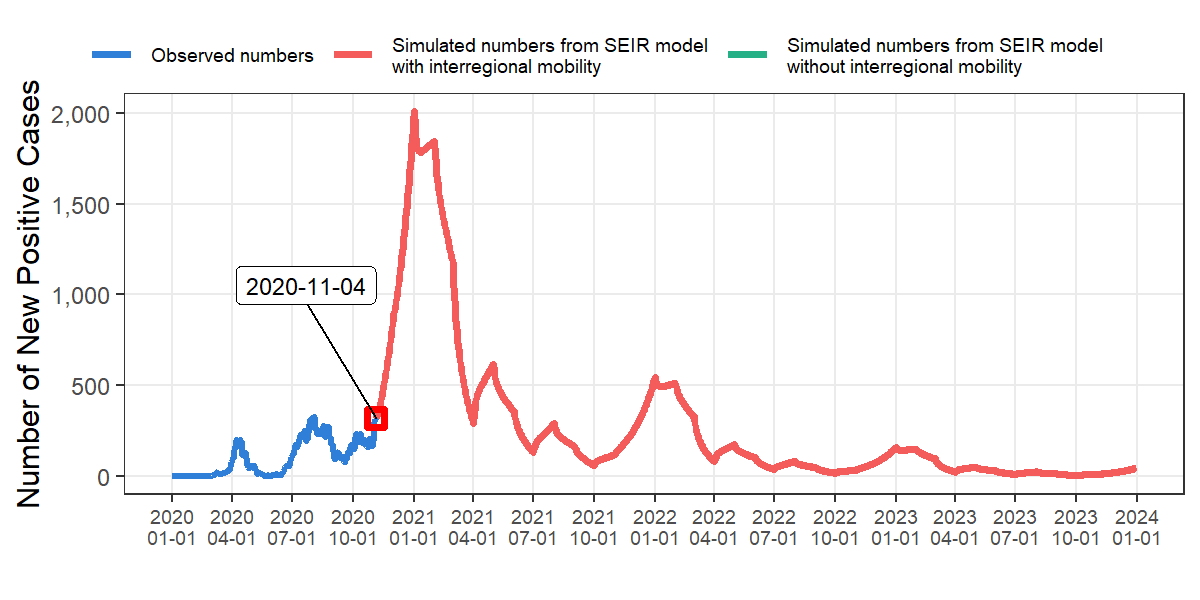 Observed numbers
Simulated numbers from SEIR model
with interregional mobility
Simulated numbers from SEIR model
without interregional mobility
Number of New Positive Cases
2,000
1,500
1,000
500
0
2020-11-04
2020 2020 2020 2020 2021 2021 2021 2021 2022 2022 2022 2022 2023 2023 2023 2023 2024
01-01 04-01 07-01 10-01 01-01 04-01 07-01 10-01 01-01 04-01 07-01 10-01 01-01 04-01 07-01 10-01 01-01